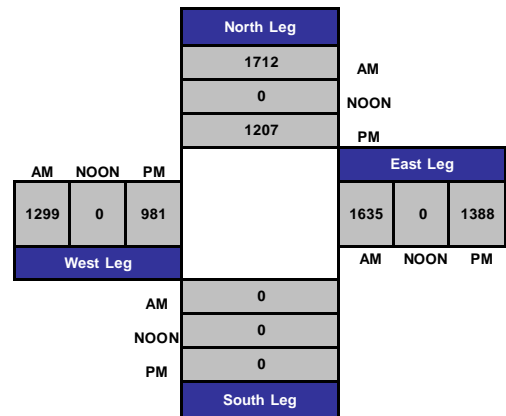 North Leg
1712
AM
0
NOON
1207
PM
AM NOON PM
East Leg
1299 0 981
1635 0 1388
West Leg
AM NOON PM
AM
0
NOON
0
PM
0
South Leg